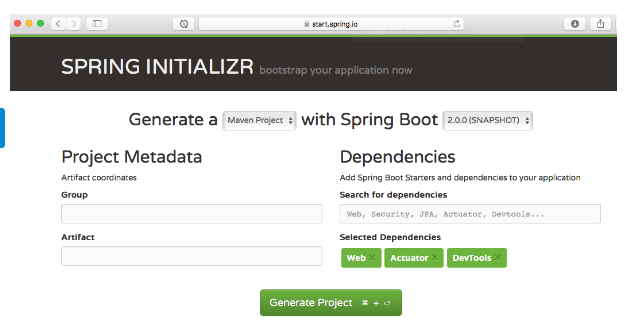 start.spring.io
SPRING INITIALIZR bootstrap your application now
Generate a Maven Project with Spring Boot 2.0.0 (SNAPSHOT)
Project Metadata
Artifact coordinates
Group
Artifact
Dependencies
Add Spring Boot Starters and dependencies to your application
Search for dependencies
Web, Security, JPA, Actuator, Devtools...
Selected Dependencies
Web × Actuator × DevTools ×
Generate Project ⌘ + ⏎